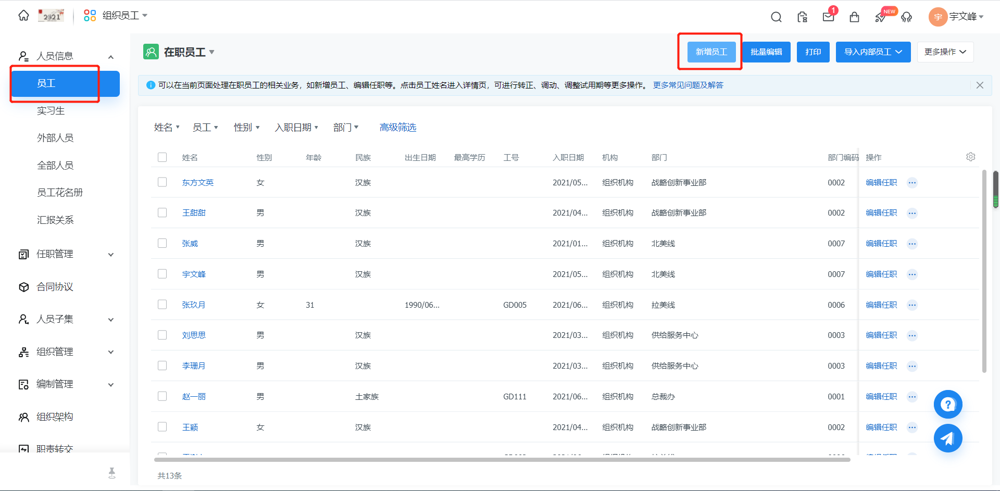 2021 组织员工 1 NEW 宇 宇文峰
人员信息
员工
实习生
外部人员
全部人员
员工花名册
汇报关系
任职管理
合同协议
人员子集
组织管理
编制管理
组织架构
职责转交
在职员工 新增员工 批量编辑 打印 导入内部员工 更多操作
可以在当前页面处理在职员工的相关业务，如新增员工、编辑任职等。点击员工姓名进入详情页，可进行转正、调动、调整试用期等更多操作。 更多常见问题及解答
姓名 员工 性别 入职日期 部门 高级筛选
姓名 性别 年龄 民族 出生日期 最高学历 工号 入职日期 机构 部门 部门编码 操作
东方文英 女 汉族 2021/05... 组织机构 战略创新事业部 0002 编辑任职
王甜甜 男 汉族 2021/04... 组织机构 战略创新事业部 0002 编辑任职
张威 男 汉族 2021/01... 组织机构 北美线 0007 编辑任职
宇文峰 男 汉族 2021/05... 组织机构 北美线 0007 编辑任职
张玖月 女 31 1990/06... GD005 2021/06... 组织机构 拉美线 0006 编辑任职
刘思思 男 汉族 2021/03... 组织机构 供给服务中心 0003 编辑任职
李珊月 男 汉族 2021/03... 组织机构 供给服务中心 0003 编辑任职
赵一丽 男 土家族 GD111 2021/06... 组织机构 总裁办 0001 编辑任职
王颖 女 汉族 2021/04... 组织机构 战略创新事业部 0002 编辑任职
共13条